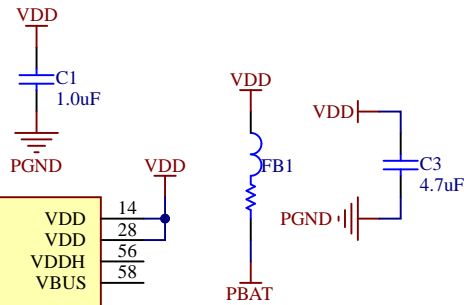 VDD
C1
1.0uF
PGND
VDD
VDD 14
VDD 28
VDDH 56
VBUS 58
VDD
FB1
PBAT
VDD
C3
4.7uF
PGND